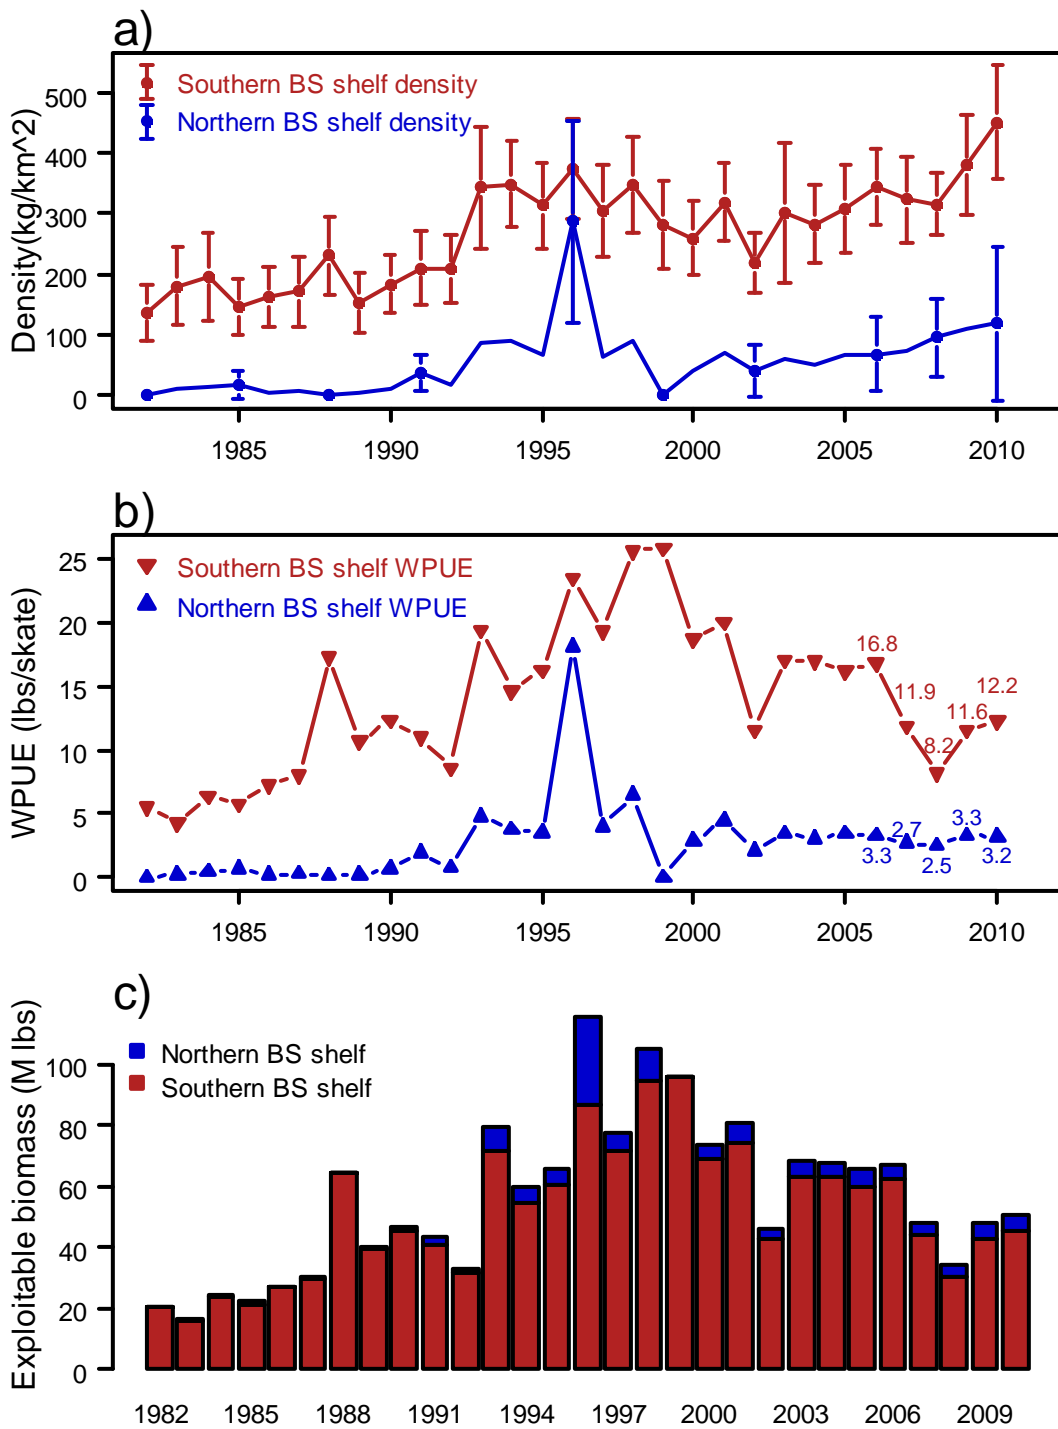 a)
Density(kg/km^2)
500
400
300
200
100
0
Southern BS shelf density
Northern BS shelf density
1985 1990 1995 2000 2005 2010
b)
WPUE (lbs/skate)
25
20
15
10
5
0
Southern BS shelf WPUE
Northern BS shelf WPUE
16.8
11.9
8.2
11.6
12.2
3.3
2.7
2.5
3.3
3.2
1985 1990 1995 2000 2005 2010
c)
Exploitable biomass (M lbs)
100
80
60
40
20
0
Northern BS shelf
Southern BS shelf
1982 1985 1988 1991 1994 1997 2000 2003 2006 2009